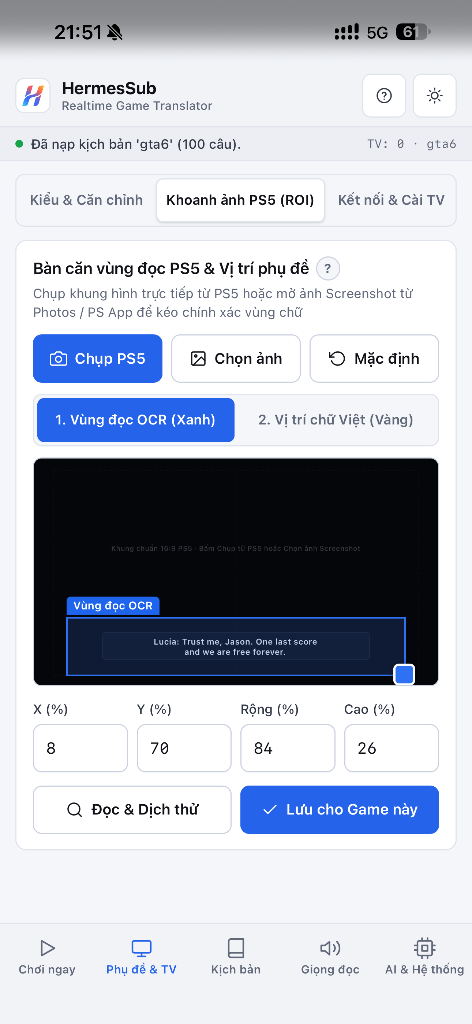 21:51
5G
61
HermesSub
Realtime Game Translator
Đã nạp kịch bản 'gta6' (100 câu).
TV: 0 · gta6
Kiểu & Căn chỉnh
Khoanh ảnh PS5 (ROI)
Kết nối & Cài TV
Bàn căn vùng đọc PS5 & Vị trí phụ đề
?
Chụp khung hình trực tiếp từ PS5 hoặc mở ảnh Screenshot từ
Photos / PS App để kéo chính xác vùng chữ
Chụp PS5
Chọn ảnh
Mặc định
1. Vùng đọc OCR (Xanh)
2. Vị trí chữ Việt (Vàng)
Khung chuẩn 16:9 PS5 · Bấm Chụp từ PS5 hoặc Chọn ảnh Screenshot
Vùng đọc OCR
Lucia: Trust me, Jason. One last score
and we are free forever.
X (%)
Y (%)
Rộng (%)
Cao (%)
8
70
84
26
Đọc & Dịch thử
Lưu cho Game này
Chơi ngay
Phụ đề & TV
Kịch bản
Giọng đọc
AI & Hệ thống